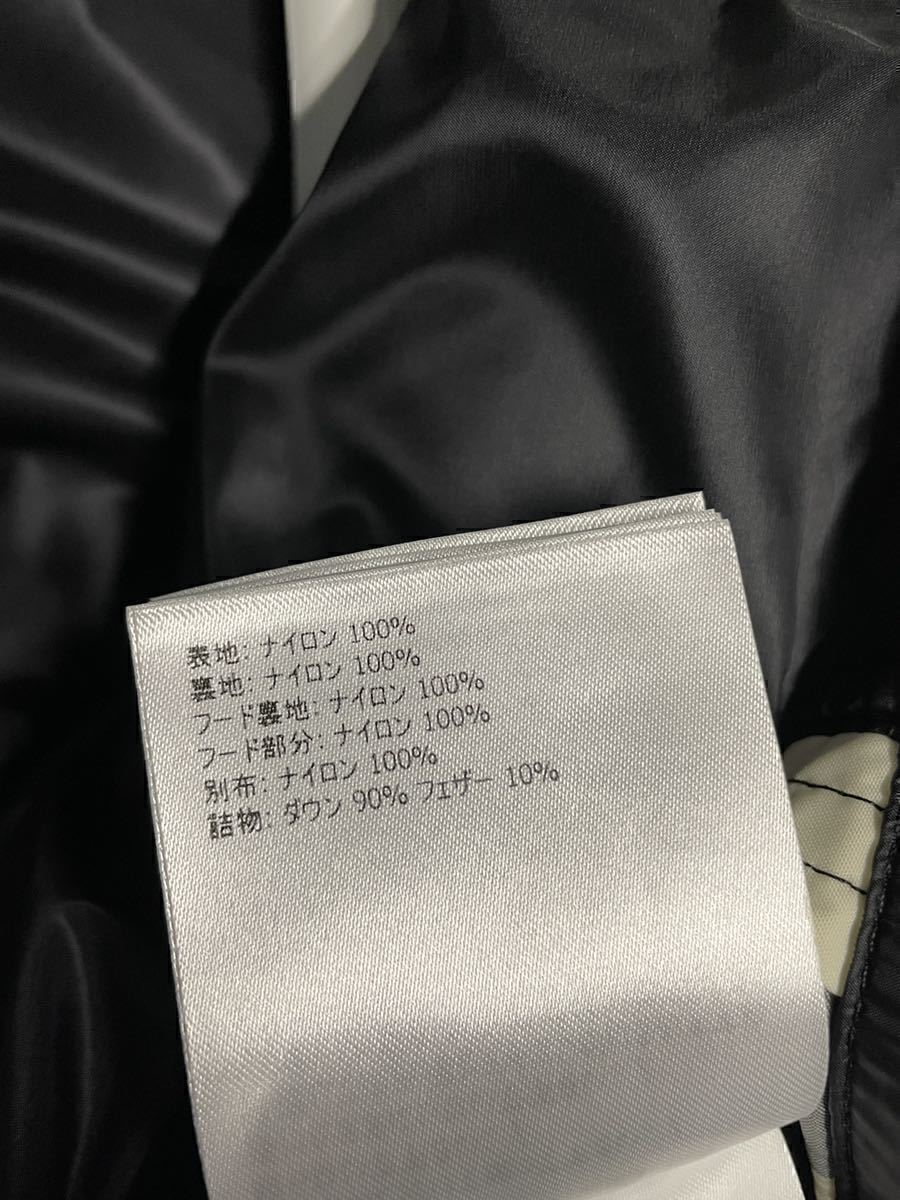 表地: ナイロン 100%
裏地: ナイロン 100%
フード裏地: ナイロン 100%
フード部分: ナイロン 100%
別布: ナイロン 100%
詰物: ダウン 90% フェザー 10%